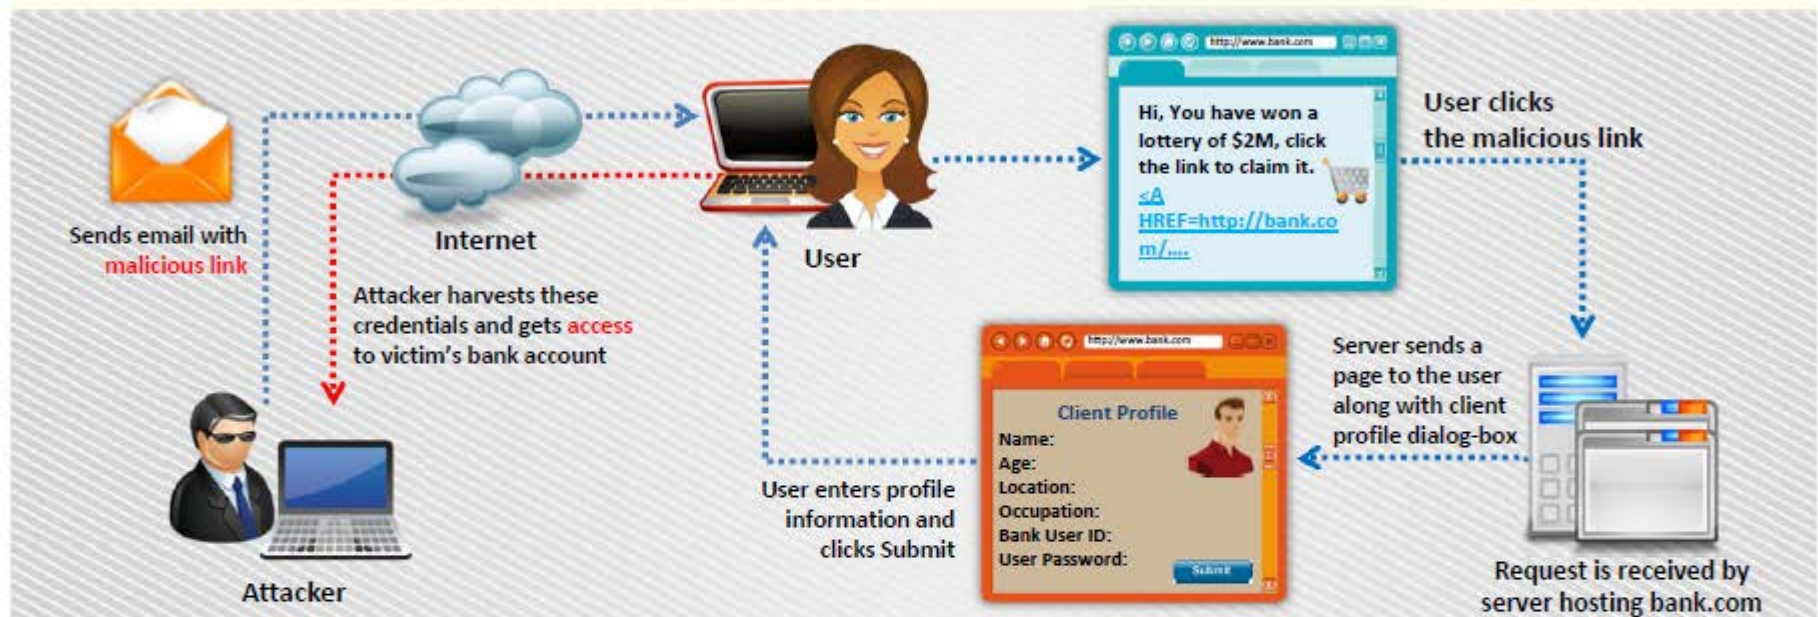 Sends email with
malicious link
Internet
Attacker harvests these
credentials and gets access
to victim's bank account
Attacker
User
http://www.bank.com
Hi, You have won a
lottery of $2M, click
the link to claim it.
<A
HREF=http://bank.co
m/....
User clicks
the malicious link
Request is received by
server hosting bank.com
Server sends a
page to the user
along with client
profile dialog-box
http://www.bank.com
Client Profile
Name:
Age:
Location:
Occupation:
Bank User ID:
User Password:
Submit
User enters profile
information and
clicks Submit